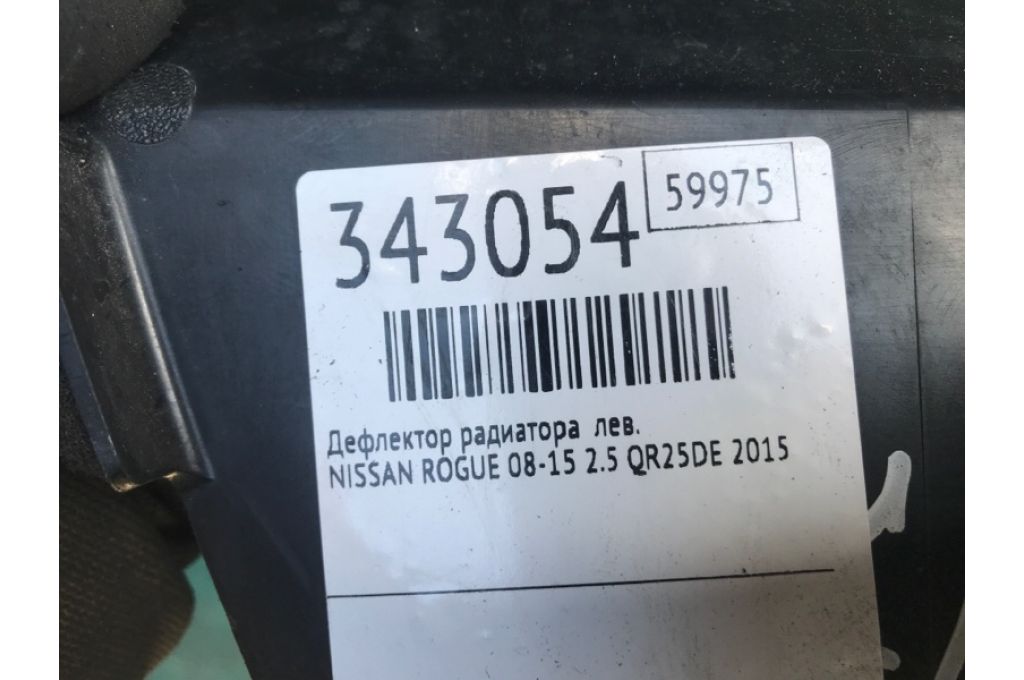 343054
59975
Дефлектор радиатора лев.
NISSAN ROGUE 08-15 2.5 QR25DE 2015